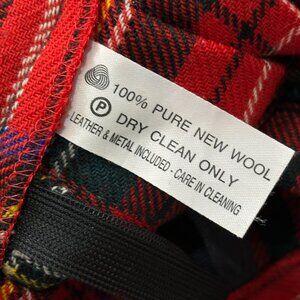 100% PURE NEW WOOL
P DRY CLEAN ONLY
LEATHER & METAL INCLUDED - CARE IN CLEANING